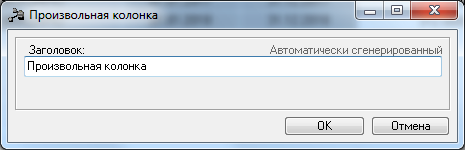 Произвольная колонка
Заголовок: Автоматически сгенерированный
Произвольная колонка
OK Отмена